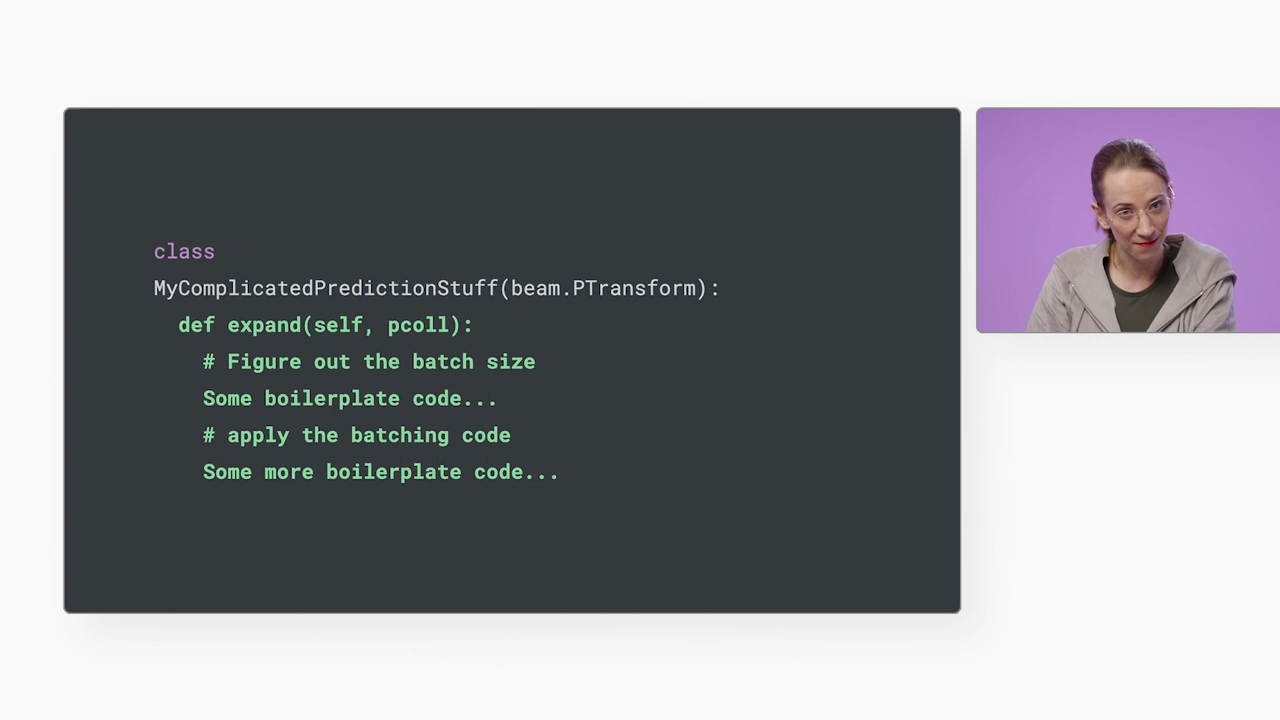 class
MyComplicatedPredictionStuff(beam.PTransform):
def expand(self, pcoll):
# Figure out the batch size
Some boilerplate code...
# apply the batching code
Some more boilerplate code...